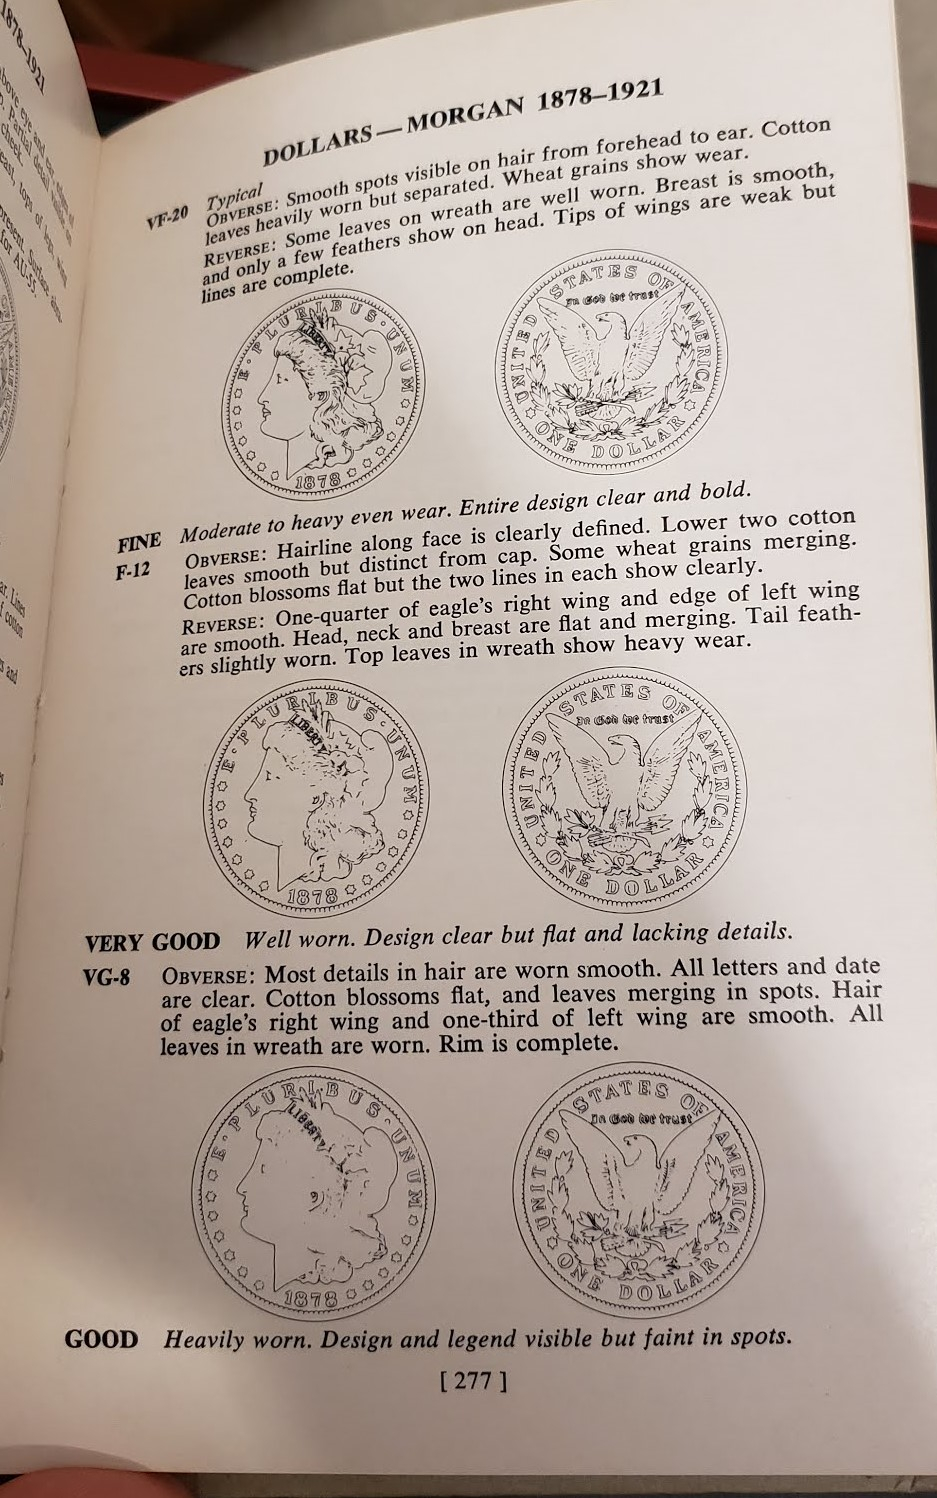 1878–1921
for AU-55.
DOLLARS—MORGAN 1878–1921
VF-20 Typical
OBVERSE: Smooth spots visible on hair from forehead to ear. Cotton
leaves heavily worn but separated. Wheat grains show wear.
REVERSE: Some leaves on wreath are well worn. Breast is smooth,
and only a few feathers show on head. Tips of wings are weak but
lines are complete.
E·PLURIBUS·UNUM
LIBERTY
1878
UNITED STATES OF AMERICA
In God we trust
ONE DOLLAR
FINE Moderate to heavy even wear. Entire design clear and bold.
F-12 OBVERSE: Hairline along face is clearly defined. Lower two cotton
leaves smooth but distinct from cap. Some wheat grains merging.
Cotton blossoms flat but the two lines in each show clearly.
REVERSE: One-quarter of eagle's right wing and edge of left wing
are smooth. Head, neck and breast are flat and merging. Tail feath-
ers slightly worn. Top leaves in wreath show heavy wear.
E·PLURIBUS·UNUM
LIBERTY
1878
UNITED STATES OF AMERICA
In God we trust
ONE DOLLAR
VERY GOOD Well worn. Design clear but flat and lacking details.
VG-8 OBVERSE: Most details in hair are worn smooth. All letters and date
are clear. Cotton blossoms flat, and leaves merging in spots. Hair
of eagle's right wing and one-third of left wing are smooth. All
leaves in wreath are worn. Rim is complete.
E·PLURIBUS·UNUM
LIBERTY
1878
UNITED STATES OF AMERICA
In God we trust
ONE DOLLAR
GOOD Heavily worn. Design and legend visible but faint in spots.
[ 277 ]